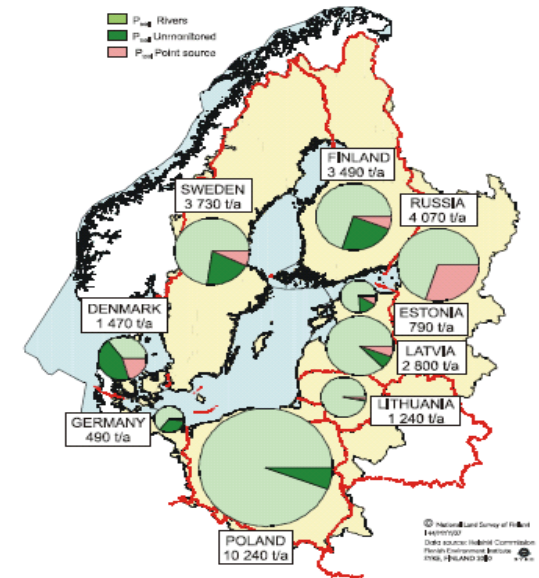 Rivers
Unmonitored
Point source
FINLAND
3 490 t/a
SWEDEN
3 730 t/a
RUSSIA
4 070 t/a
DENMARK
1 470 t/a
ESTONIA
790 t/a
LATVIA
2 800 t/a
LITHUANIA
1 240 t/a
GERMANY
490 t/a
POLAND
10 240 t/a
© National Land Survey of Finland
Data source: Helsinki Commission
Finnish Environment Institute
FINLAND